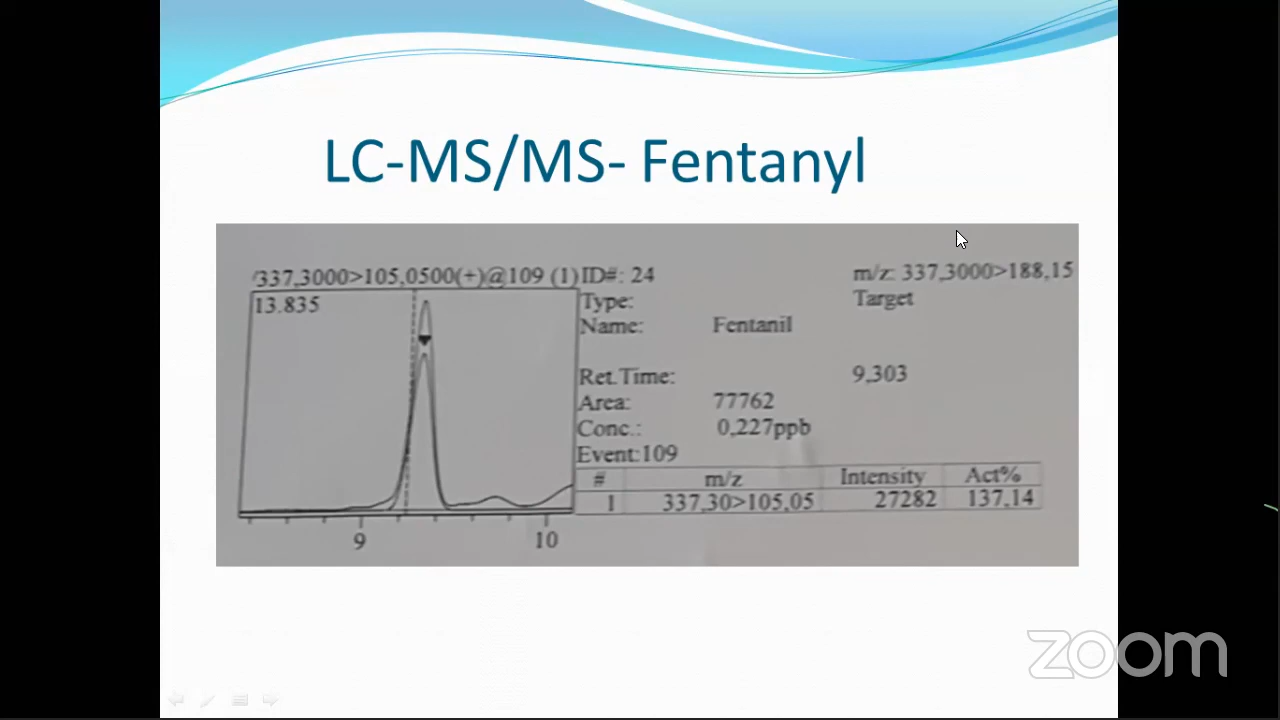 LC-MS/MS- Fentanyl
337,3000>105,0500(+)@109 (1) ID#: 24 m/z: 337,3000>188,15
13.835 Type: Target
Name: Fentanil
Ret.Time: 9,303
Area: 77762
Conc.: 0,227ppb
Event:109
# m/z Intensity Act%
1 337,30>105,05 27282 137,14
9 10
zoom